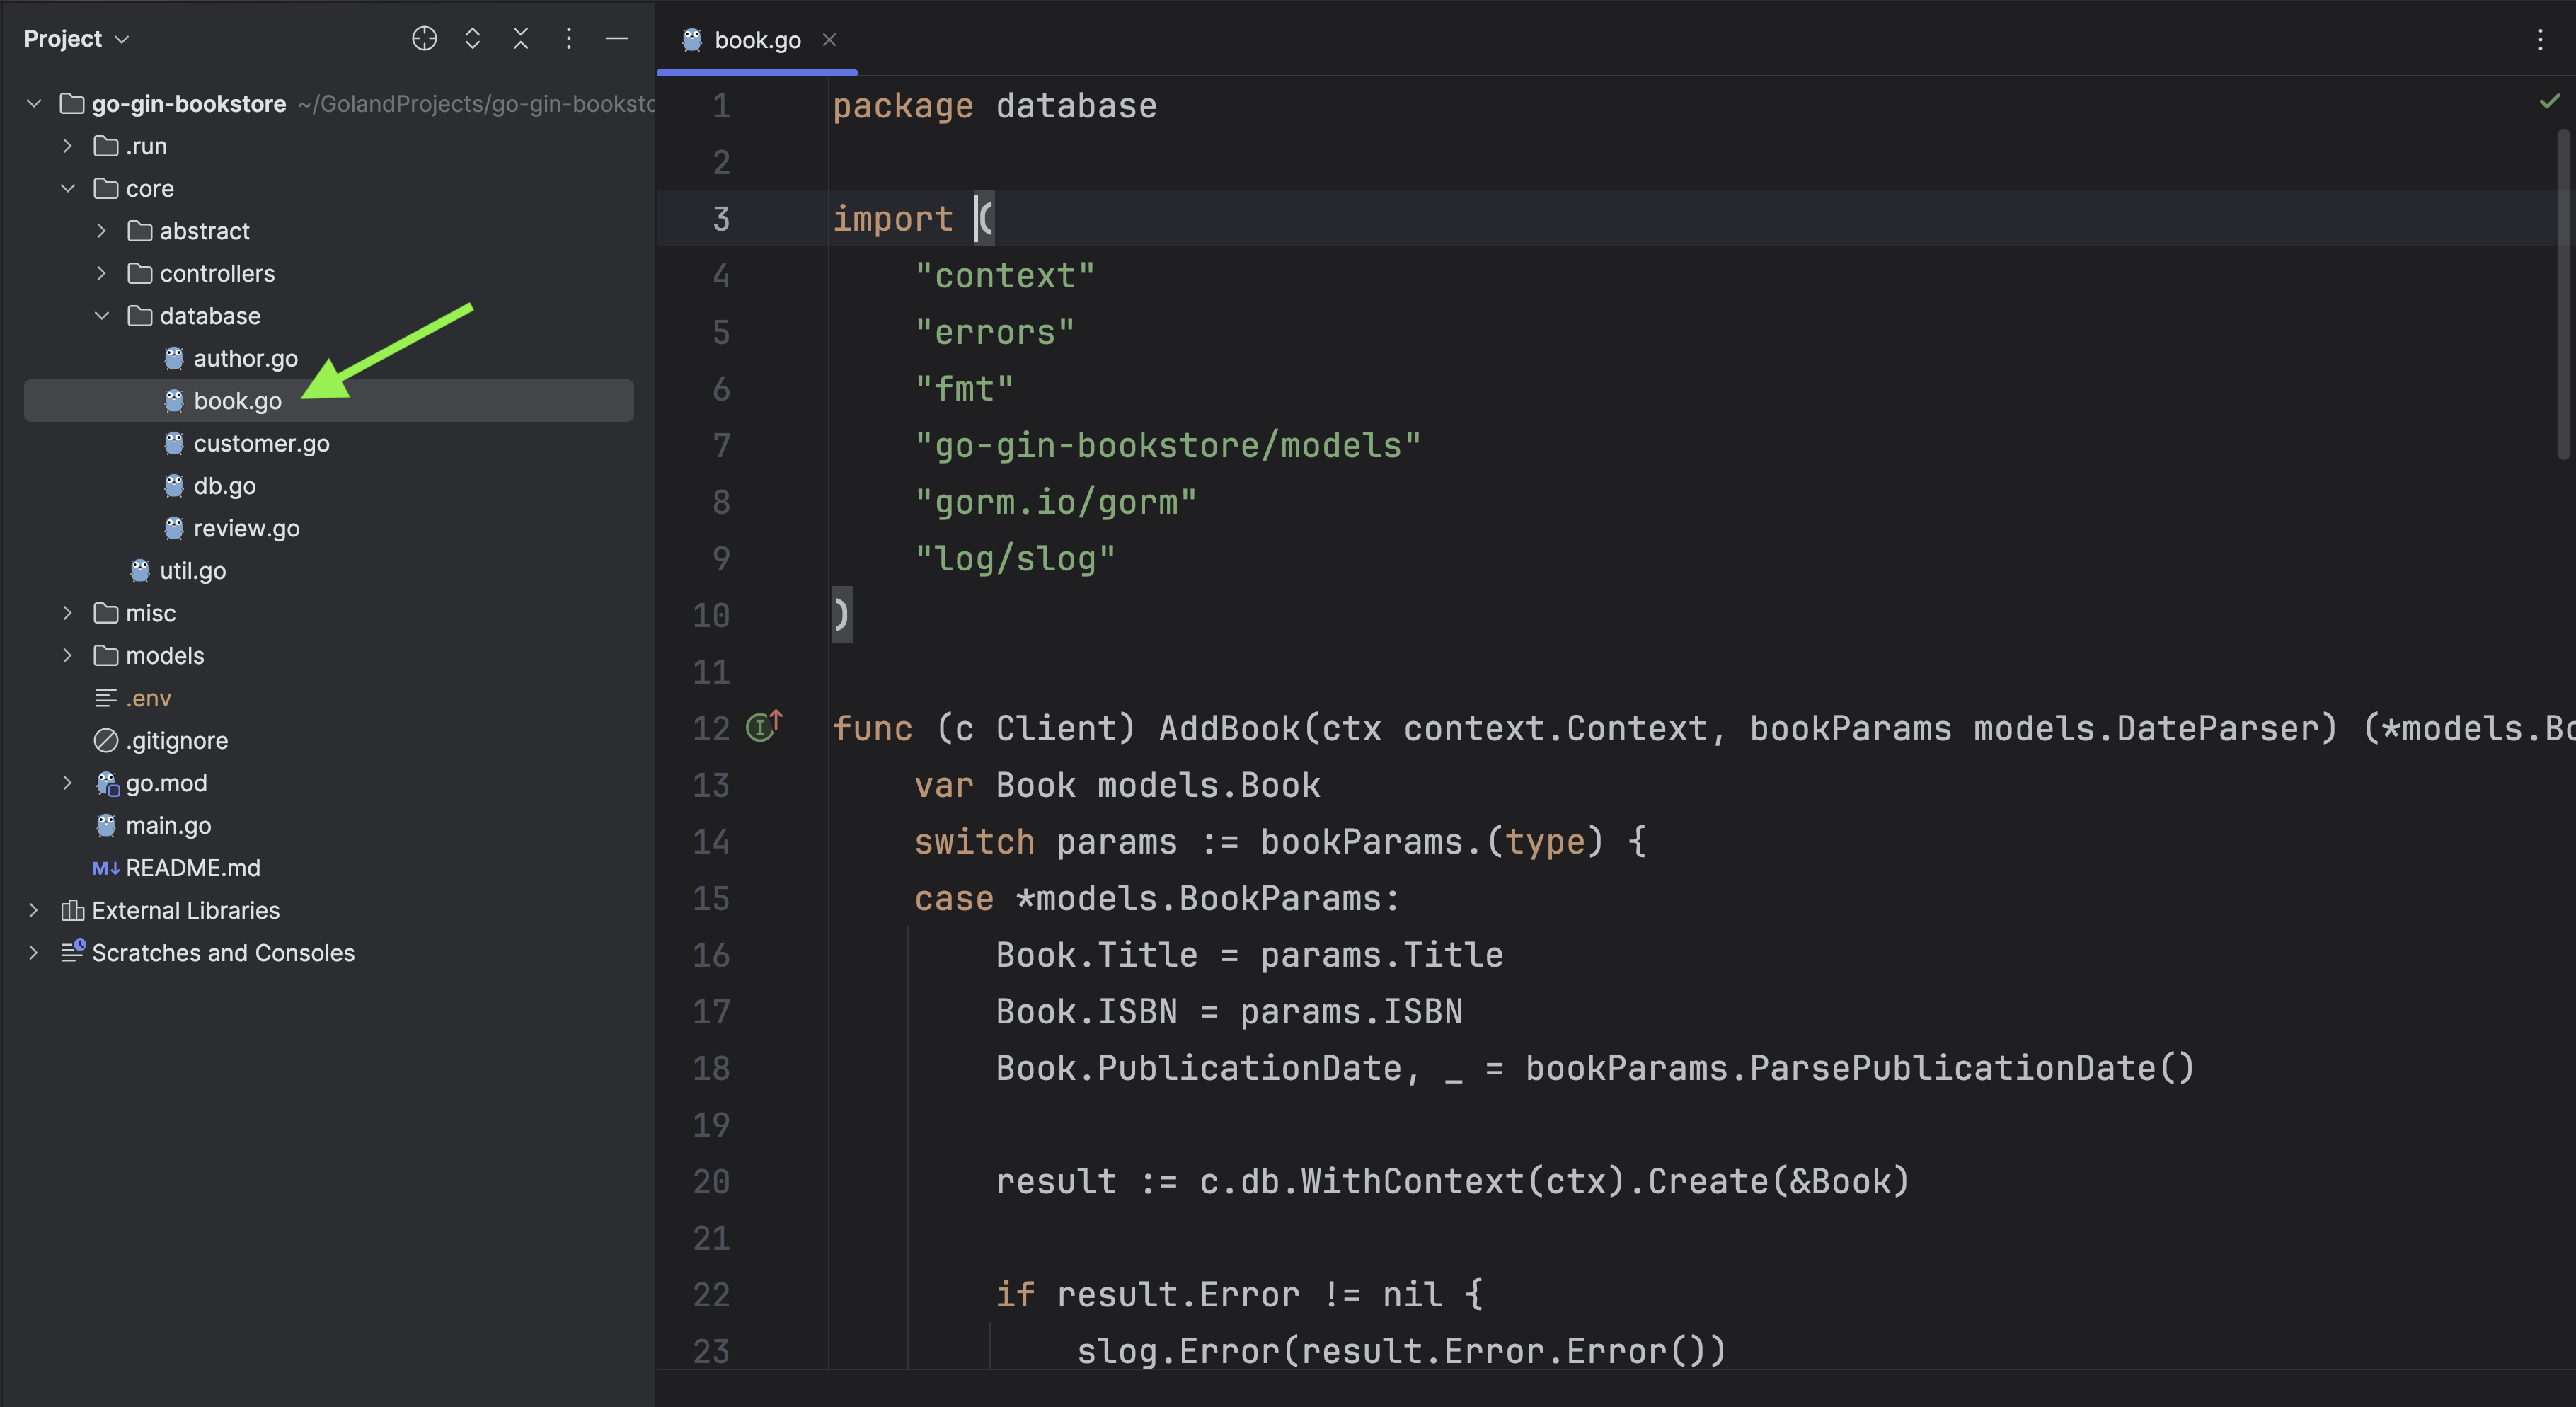 Project
go-gin-bookstore ~/GolandProjects/go-gin-booksto
.run
core
abstract
controllers
database
author.go
book.go
customer.go
db.go
review.go
util.go
misc
models
.env
.gitignore
go.mod
main.go
M↓ README.md
External Libraries
Scratches and Consoles
book.go
1 package database
2
3 import (
4 "context"
5 "errors"
6 "fmt"
7 "go-gin-bookstore/models"
8 "gorm.io/gorm"
9 "log/slog"
10 )
11
12 func (c Client) AddBook(ctx context.Context, bookParams models.DateParser) (*models.Bo
13 var Book models.Book
14 switch params := bookParams.(type) {
15 case *models.BookParams:
16 Book.Title = params.Title
17 Book.ISBN = params.ISBN
18 Book.PublicationDate, _ = bookParams.ParsePublicationDate()
19
20 result := c.db.WithContext(ctx).Create(&Book)
21
22 if result.Error != nil {
23 slog.Error(result.Error.Error())